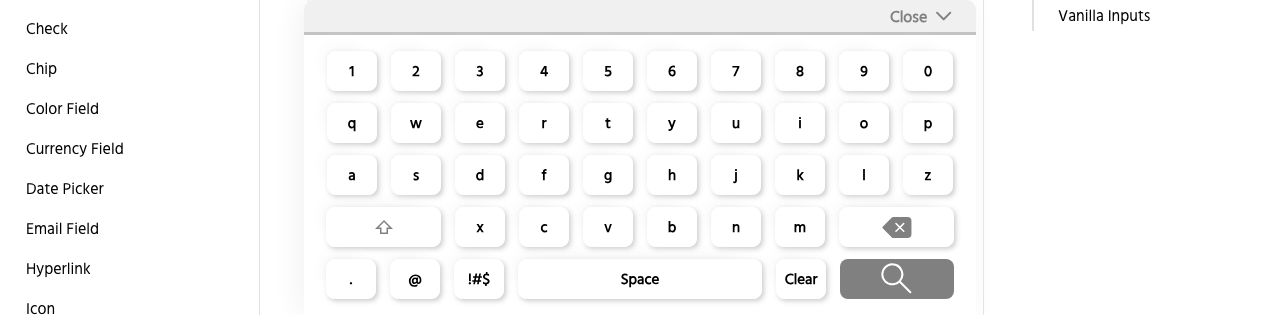 Check
Chip
Color Field
Currency Field
Date Picker
Email Field
Hyperlink
Icon
Close
1 2 3 4 5 6 7 8 9 0
q w e r t y u i o p
a s d f g h j k l z
x c v b n m
. @ !#$ Space Clear
Vanilla Inputs